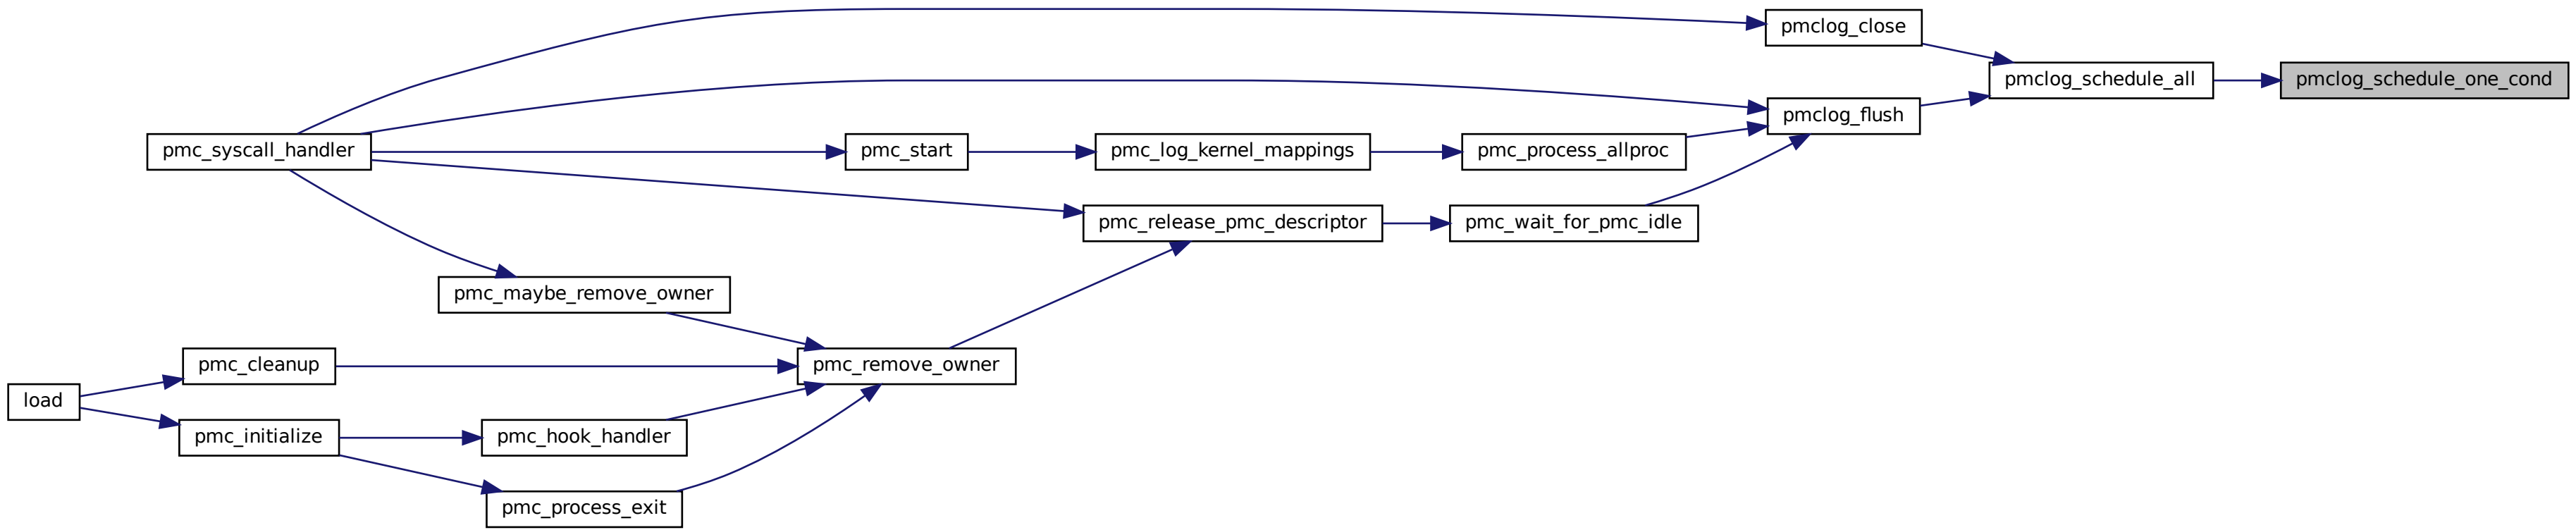 pmclog_close
pmclog_schedule_all
pmclog_schedule_one_cond
pmclog_flush
pmc_syscall_handler
pmc_start
pmc_log_kernel_mappings
pmc_process_allproc
pmc_release_pmc_descriptor
pmc_wait_for_pmc_idle
pmc_maybe_remove_owner
pmc_cleanup
pmc_remove_owner
load
pmc_initialize
pmc_hook_handler
pmc_process_exit